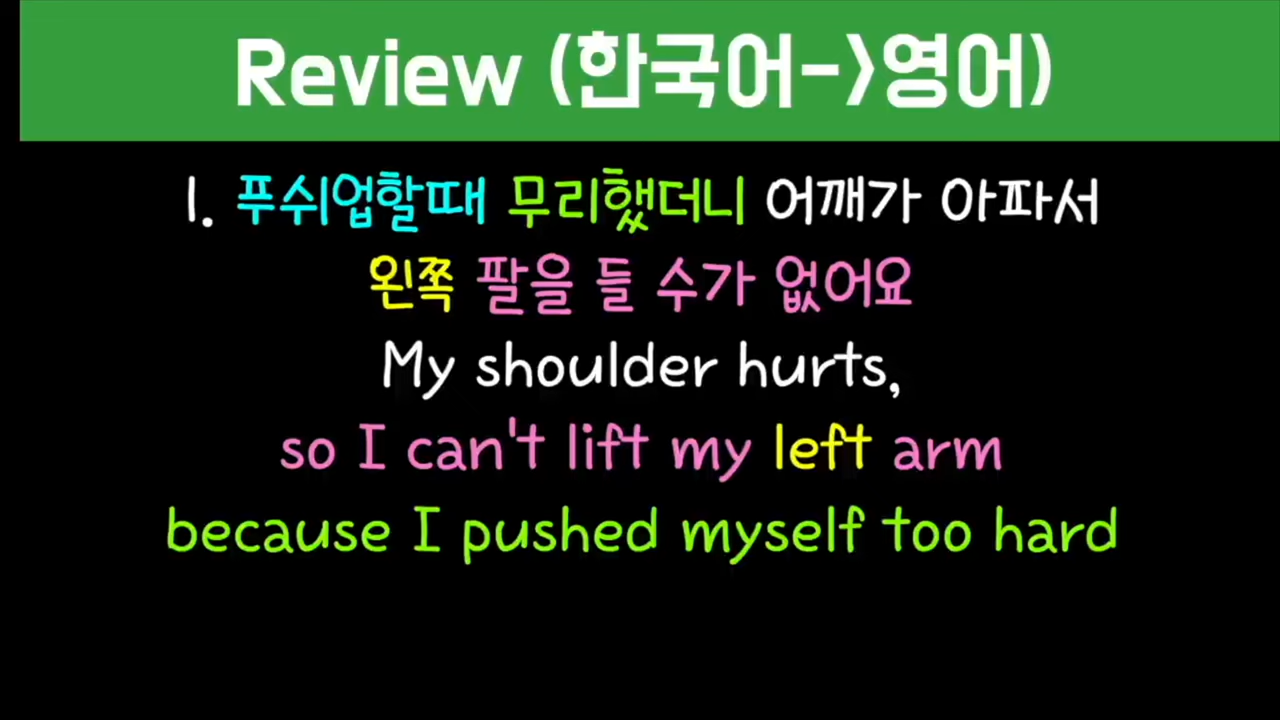 Review (한국어->영어)
1. 푸쉬업할때 무리했더니 어깨가 아파서
왼쪽 팔을 들 수가 없어요
My shoulder hurts,
so I can't lift my left arm
because I pushed myself too hard